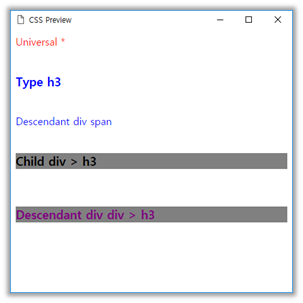 CSS Preview
Universal *
Type h3
Descendant div span
Child div > h3
Descendant div div > h3